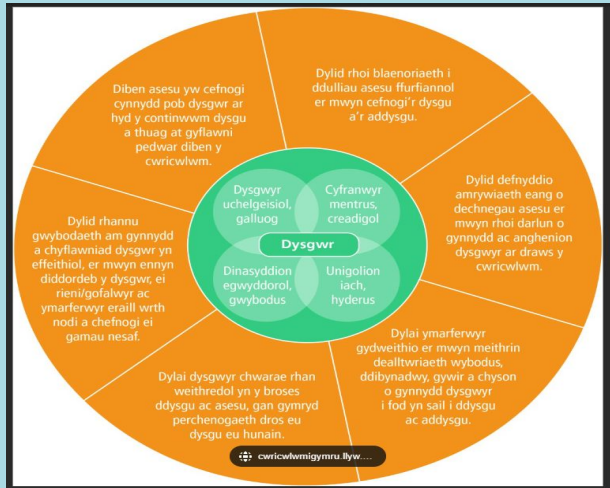 Diben asesu yw cefnogi
cynnydd pob dysgwr ar
hyd y continwwm dysgu
a thuag at gyflawni
pedwar diben y
cwricwlwm.
Dylid rhoi blaenoriaeth i
ddulliau asesu ffurfiannol
er mwyn cefnogi'r dysgu
a'r addysgu.
Dylid defnyddio
amrywiaeth eang o
dechnegau asesu er
mwyn rhoi darlun o
gynnydd ac anghenion
dysgwyr ar draws y
cwricwlwm.
Dylai ymarferwyr
gydweithio er mwyn meithrin
dealltwriaeth wybodus,
ddibynadwy, gywir a chyson
o gynnydd dysgwyr
i fod yn sail i ddysgu
ac addysgu.
Dylai dysgwyr chwarae rhan
weithredol yn y broses
ddysgu ac asesu, gan gymryd
perchenogaeth dros eu
dysgu eu hunain.
Dylid rhannu
gwybodaeth am gynnydd
a chyflawniad dysgwr yn
effeithiol, er mwyn ennyn
diddordeb y dysgwr, ei
rieni/gofalwyr ac
ymarferwyr eraill wrth
nodi a chefnogi ei
gamau nesaf.
Dysgwyr
uchelgeisiol,
galluog
Cyfranwyr
mentrus,
creadigol
Dysgwr
Dinasyddion
egwyddorol,
gwybodus
Unigolion
iach,
hyderus
cwricwlwmigymru.llyw....